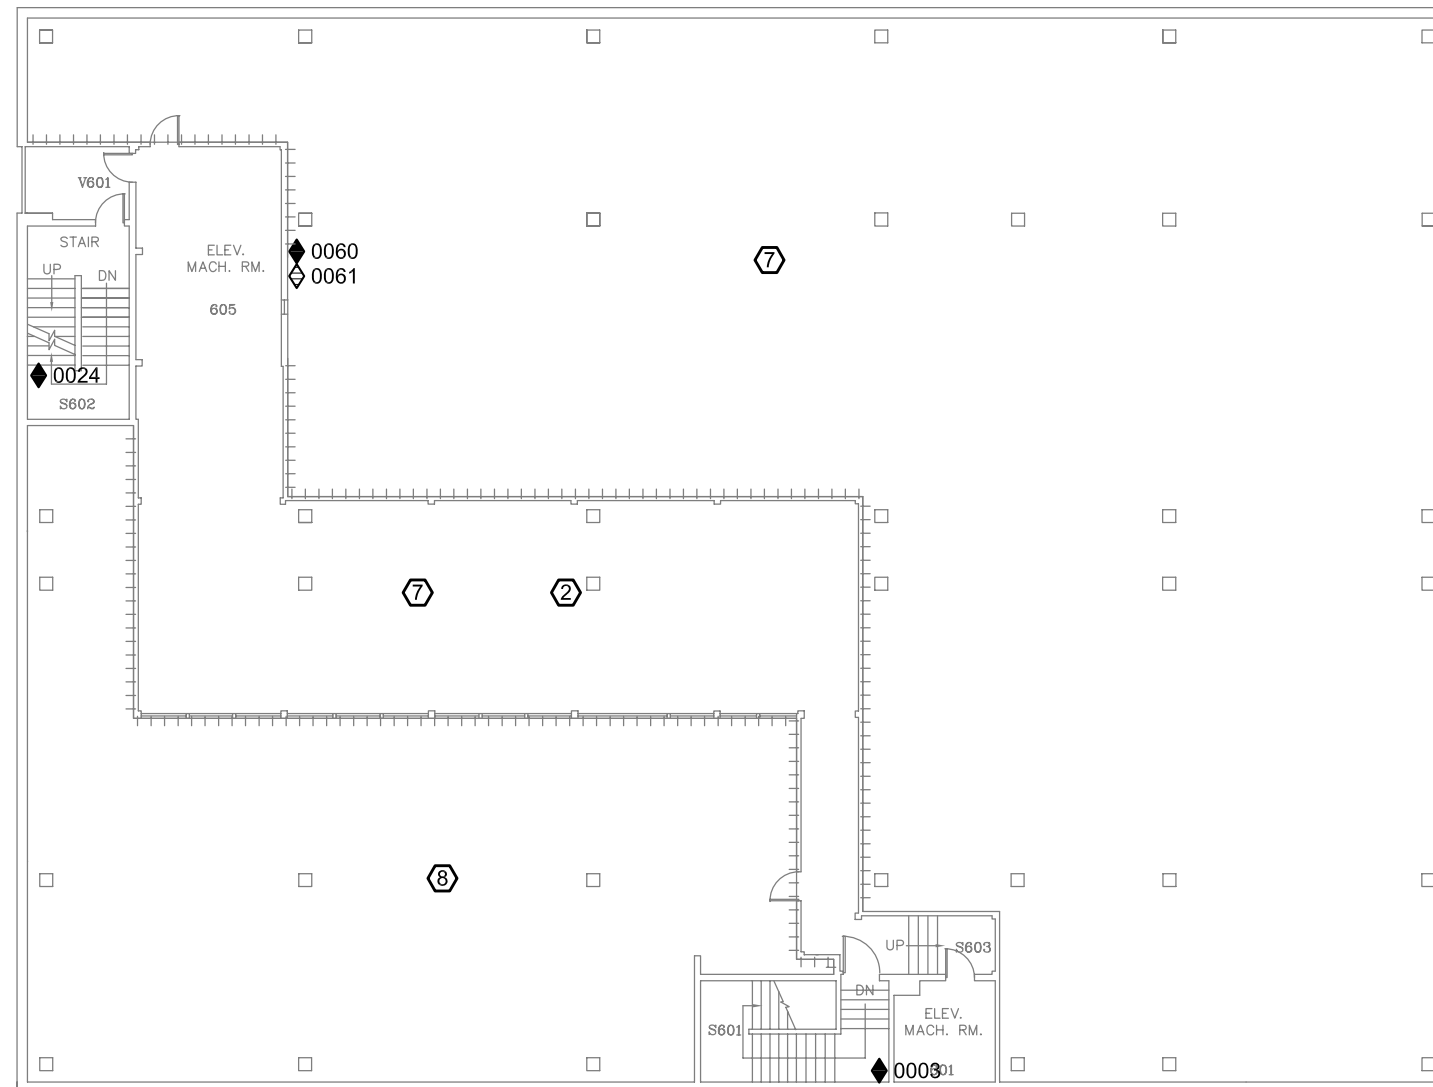 V601
STAIR
UP
DN
ELEV.
MACH. RM.
605
0060
0061
7
0024
S602
7
2
8
UP
S603
DN
ELEV.
MACH. RM.
S601
0003